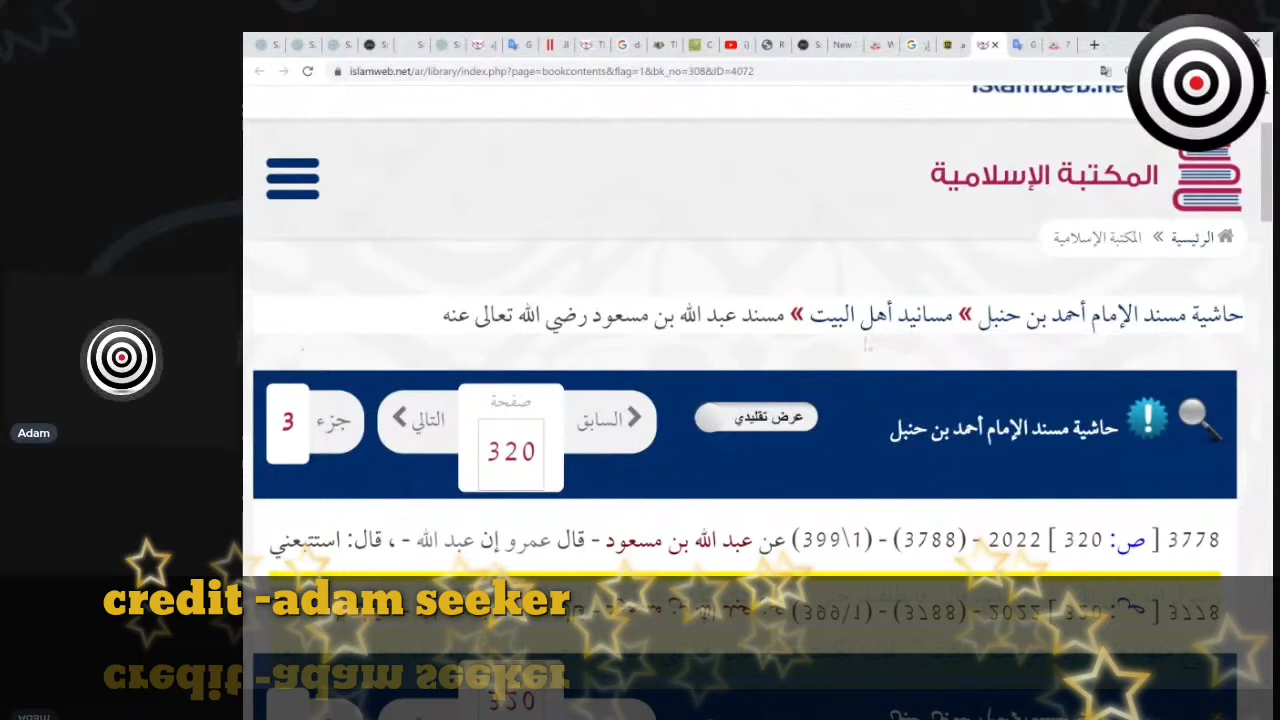 islamweb.net/ar/library/index.php?page=bookcontents&flag=1&bk_no=308&ID=4072
islamweb.ne
المكتبة الإسلامية
الرئيسية » المكتبة الإسلامية
حاشية مسند الإمام أحمد بن حنبل » مسانيد أهل البيت » مسند عبد الله بن مسعود رضي الله تعالى عنه
حاشية مسند الإمام أحمد بن حنبل
عرض تقليدي
السابق
صفحة
320
التالي
جزء
3
3778 [ ص: 320 ] 2022 - (3788) - (1\399) عن عبد الله بن مسعود - قال عمرو إن عبد الله - ، قال: استتبعني
Adam
credit -adam seeker